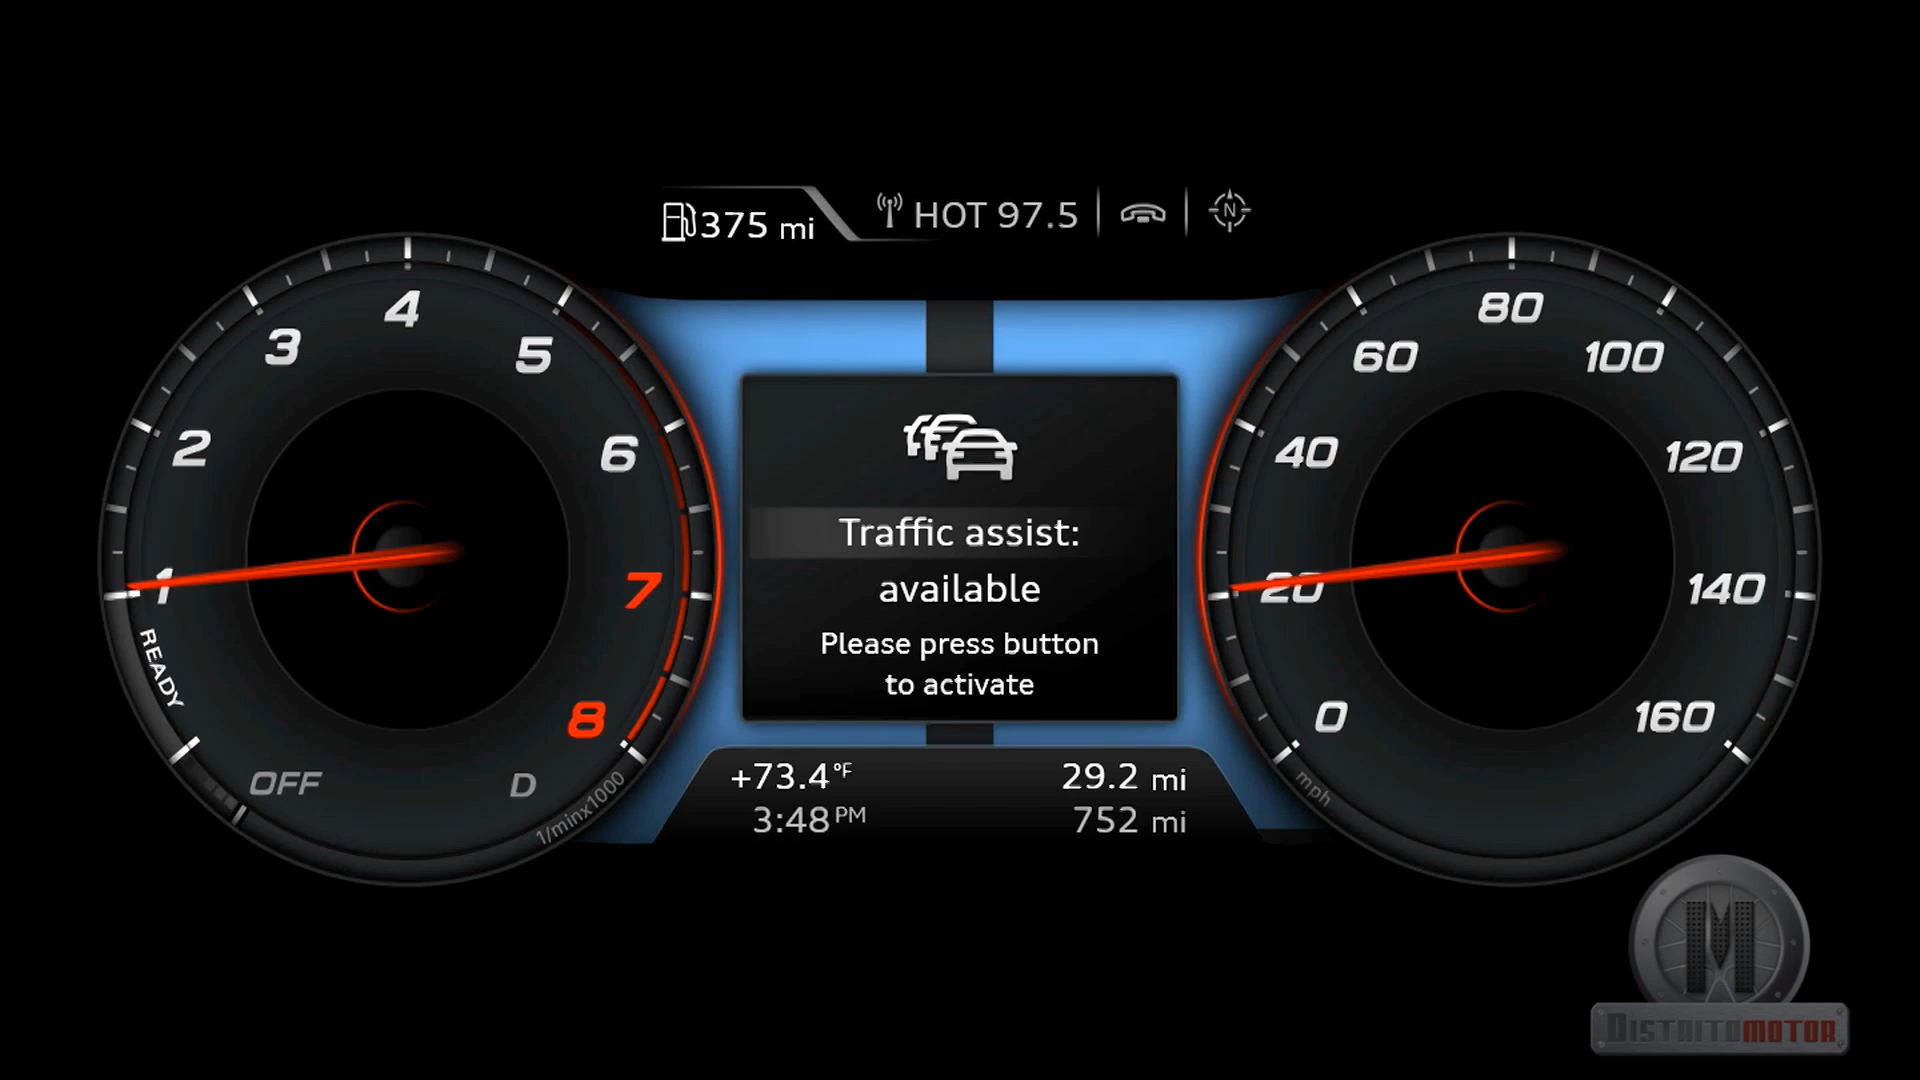 375 mi
HOT 97.5
N
1
2
3
4
5
6
7
8
READY
OFF
D
1/minx1000
Traffic assist:
available
Please press button
to activate
+73.4°F
3:48 PM
29.2 mi
752 mi
0
20
40
60
80
100
120
140
160
mph
M
DISTRITOMOTOR